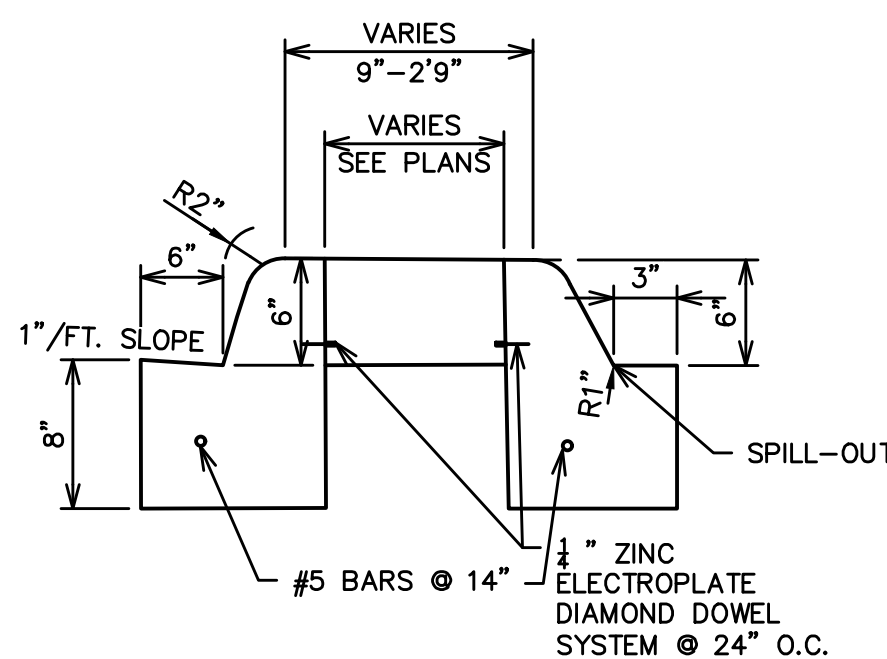 VARIES
9"-2'9"
VARIES
SEE PLANS
R2"
6"
3"
6"
6"
1"/FT. SLOPE
R1"
8"
SPILL-OUT
#5 BARS @ 14"
1/4 " ZINC
ELECTROPLATE
DIAMOND DOWEL
SYSTEM @ 24" O.C.